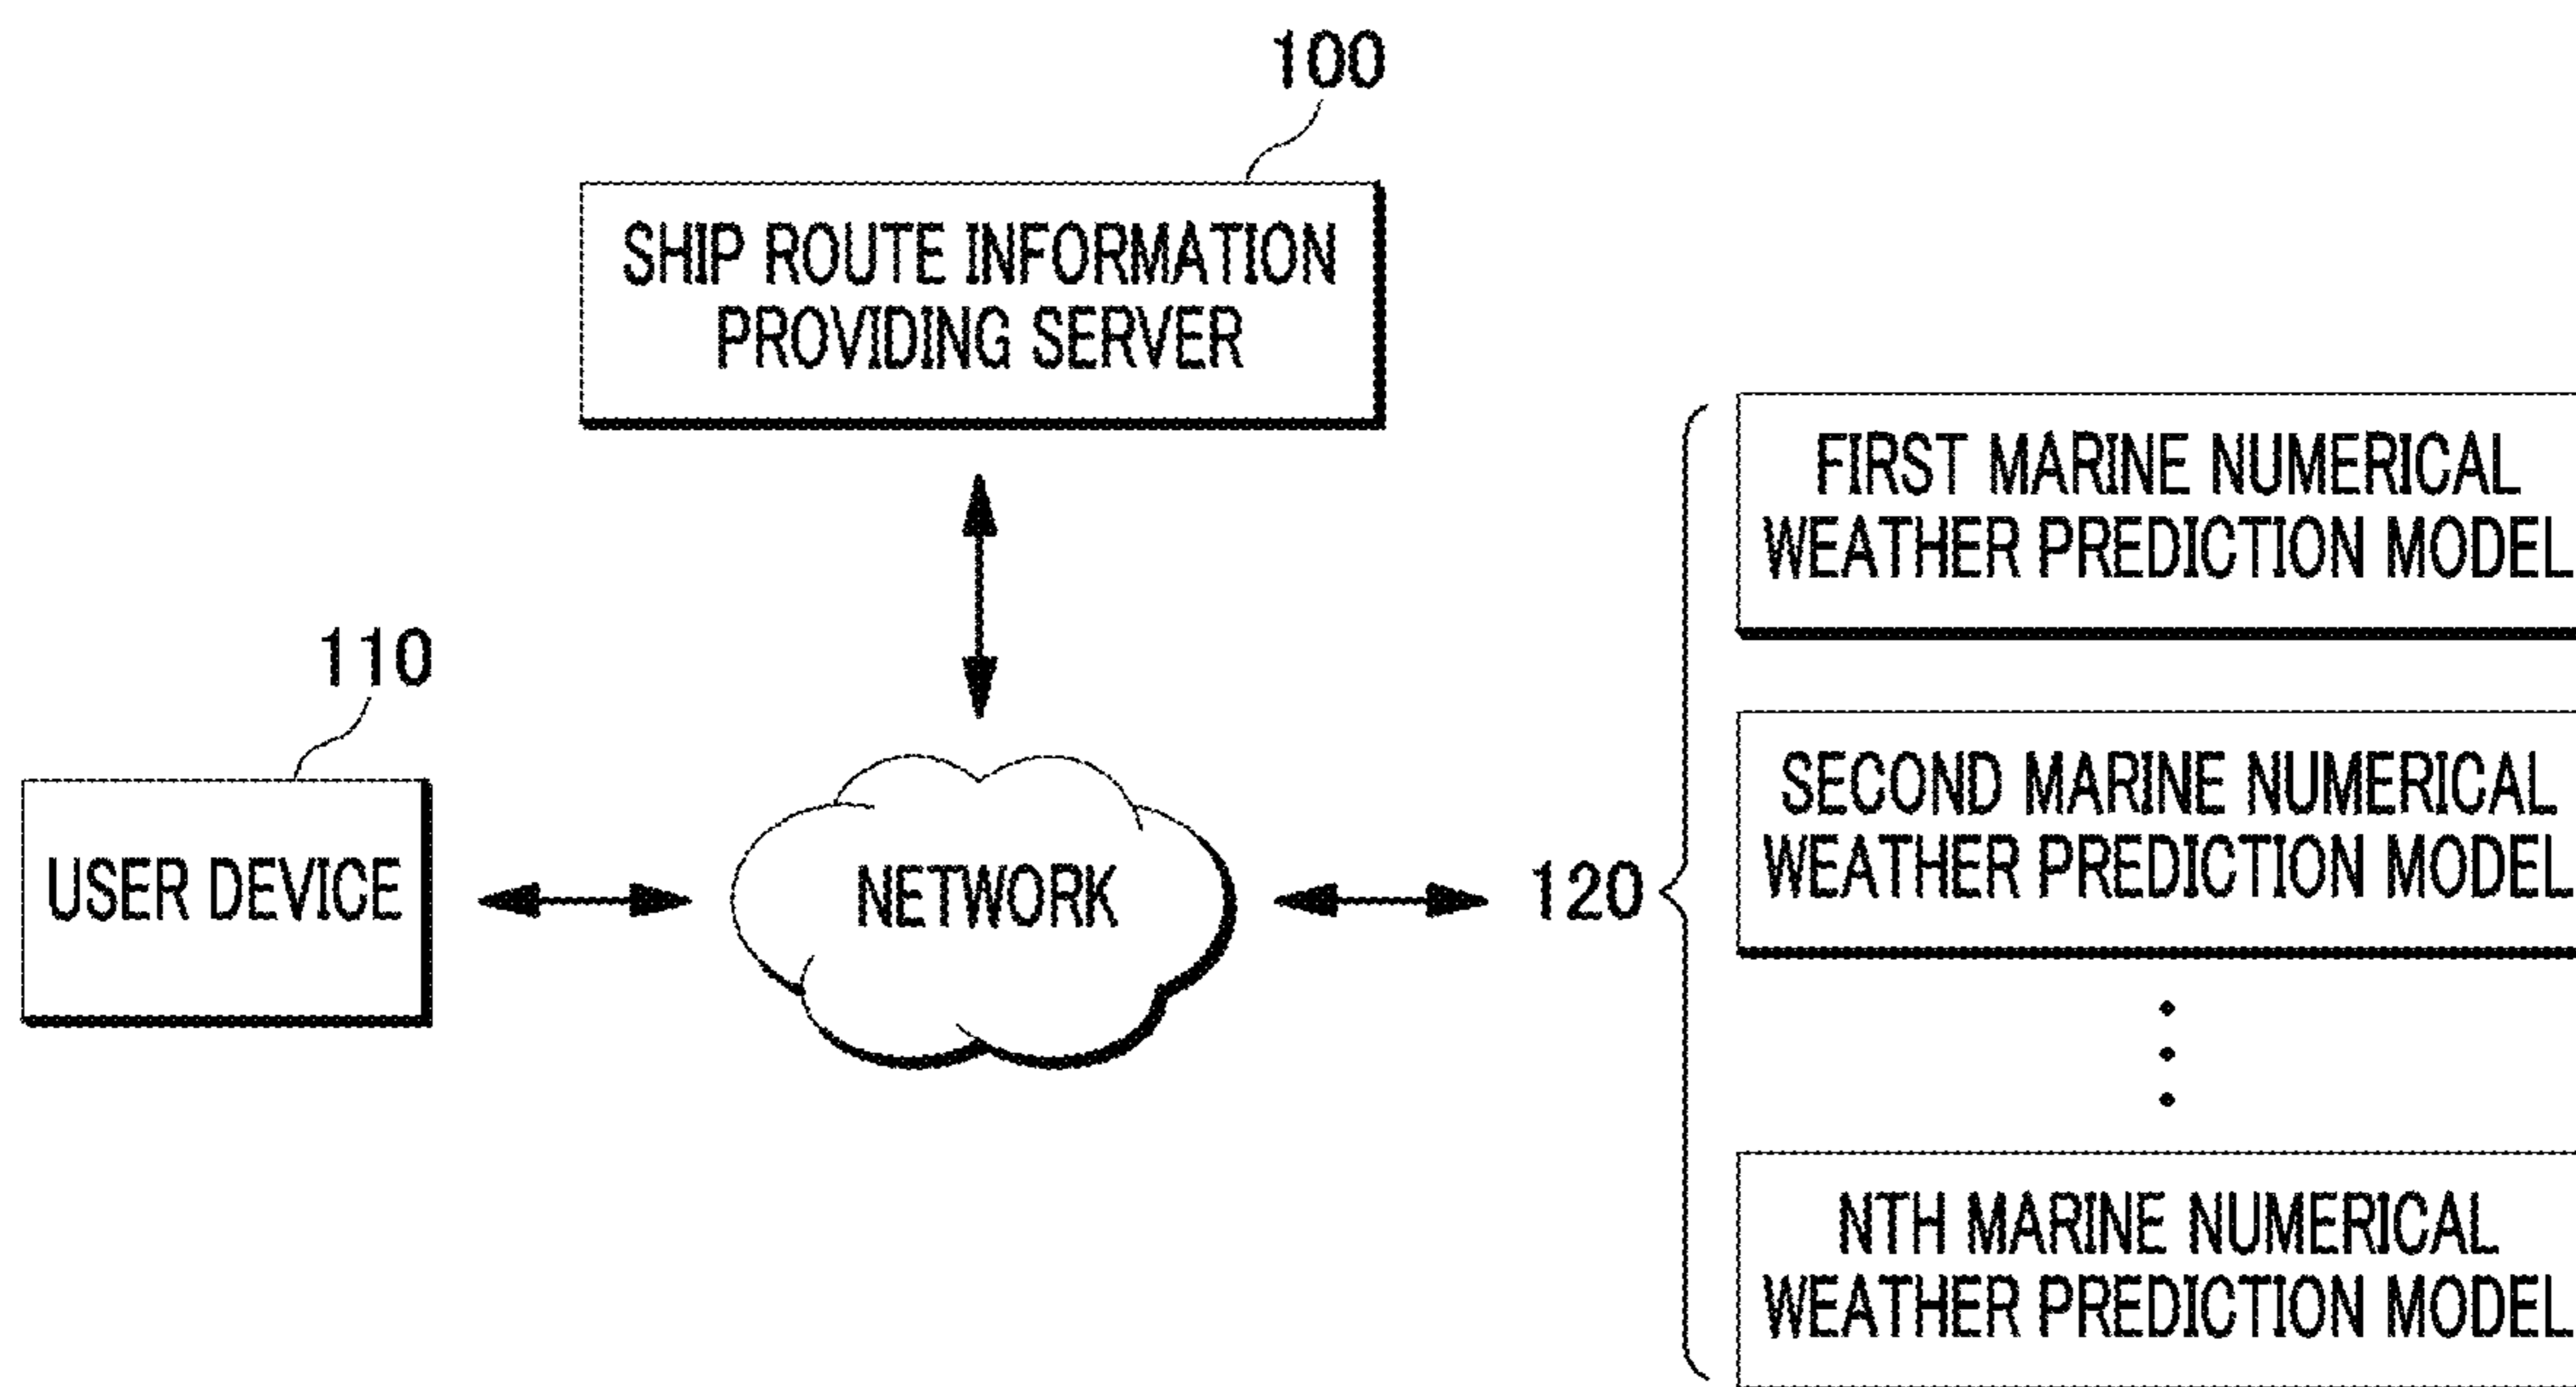 100
SHIP ROUTE INFORMATION
PROVIDING SERVER
110
USER DEVICE
NETWORK
120
FIRST MARINE NUMERICAL
WEATHER PREDICTION MODEL
SECOND MARINE NUMERICAL
WEATHER PREDICTION MODEL
NTH MARINE NUMERICAL
WEATHER PREDICTION MODEL